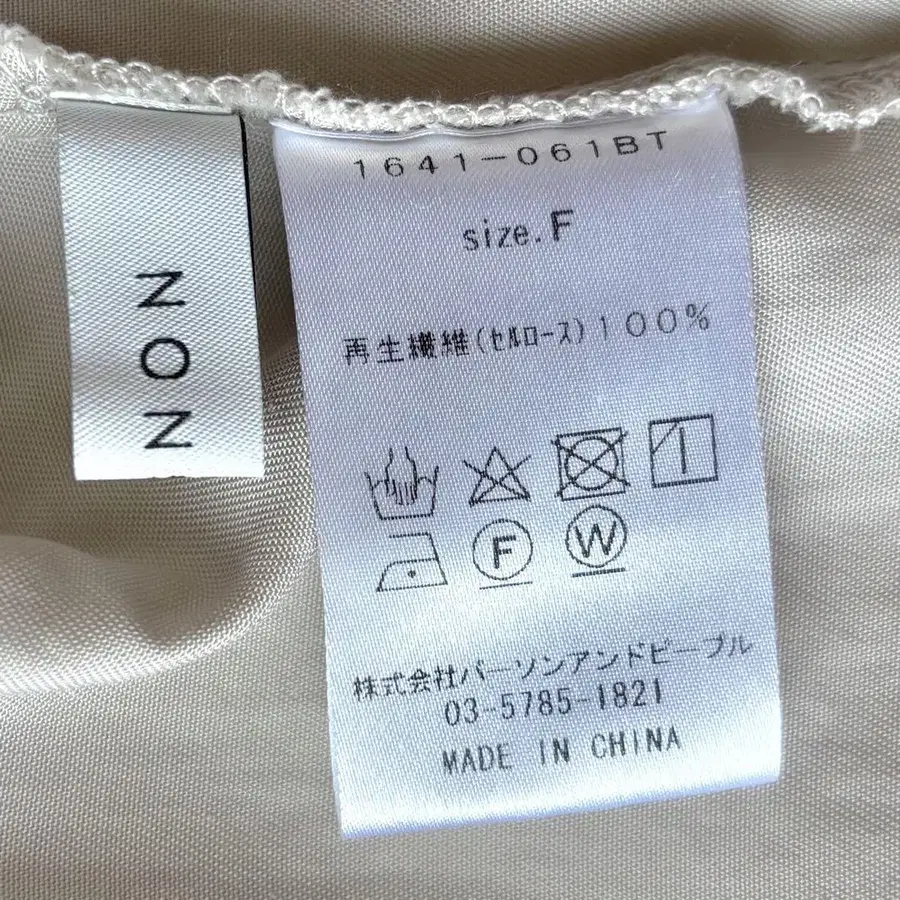 NON
1641-061BT
size.F
再生繊維(セルロース)100%
F W
株式会社パーソンアンドピープル
03-5785-1821
MADE IN CHINA